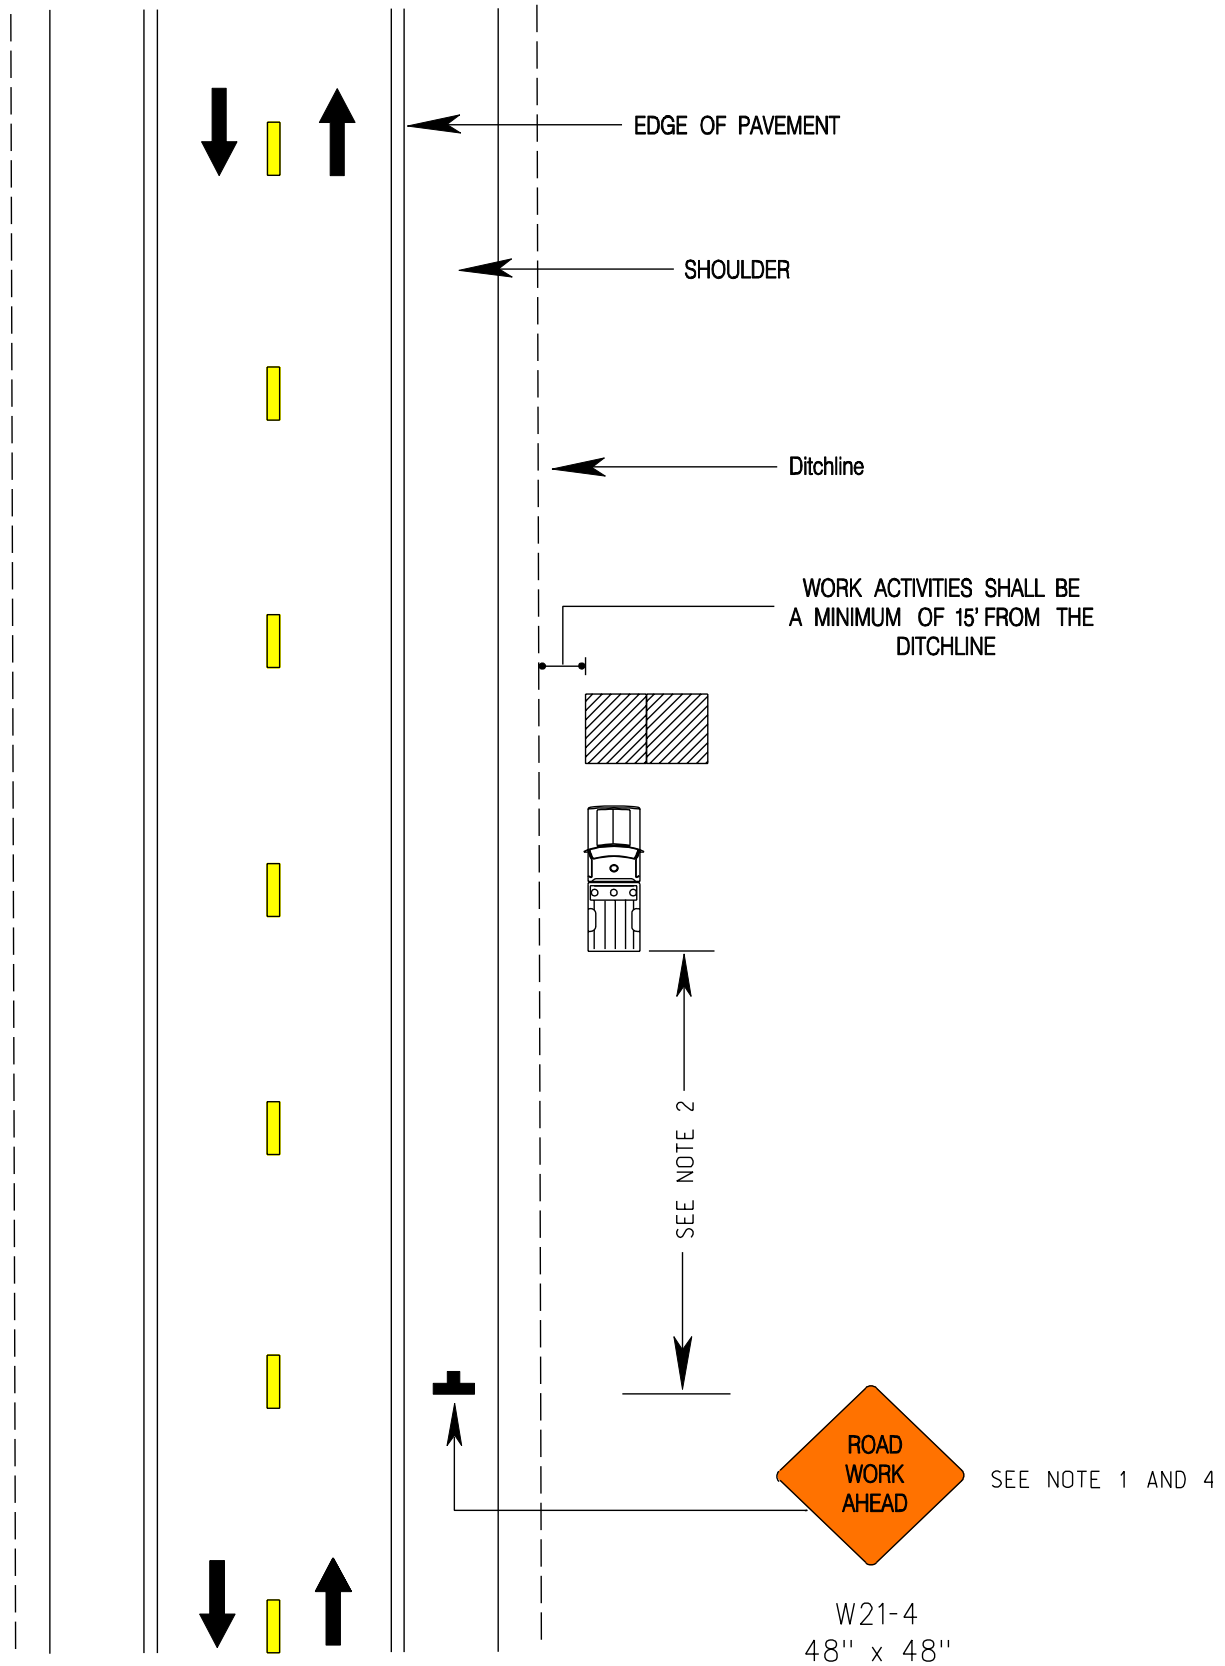 EDGE OF PAVEMENT
SHOULDER
Ditchline
WORK ACTIVITIES SHALL BE
A MINIMUM OF 15' FROM THE
DITCHLINE
SEE NOTE 2
ROAD
WORK
AHEAD
SEE NOTE 1 AND 4
W21-4
48" x 48"